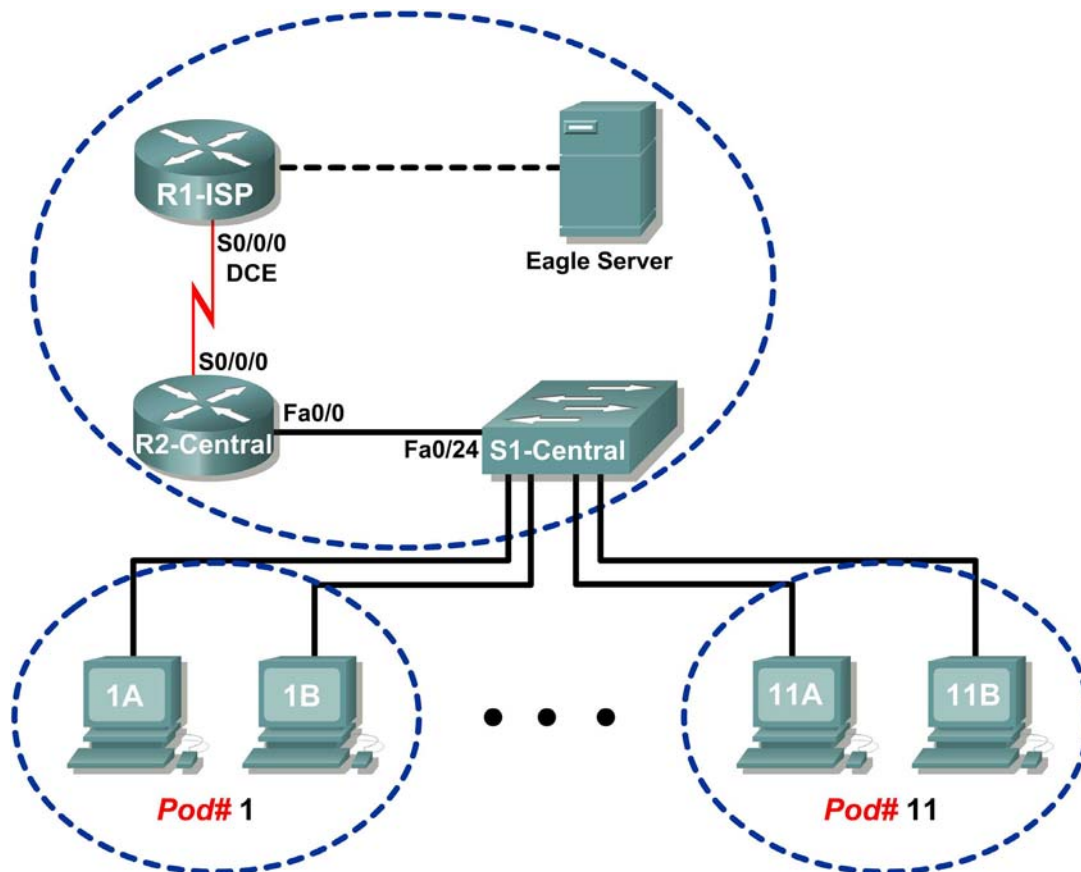 R1-ISP
S0/0/0
DCE
Eagle Server
S0/0/0
R2-Central
Fa0/0
Fa0/24
S1-Central
1A
1B
11A
11B
Pod# 1
Pod# 11